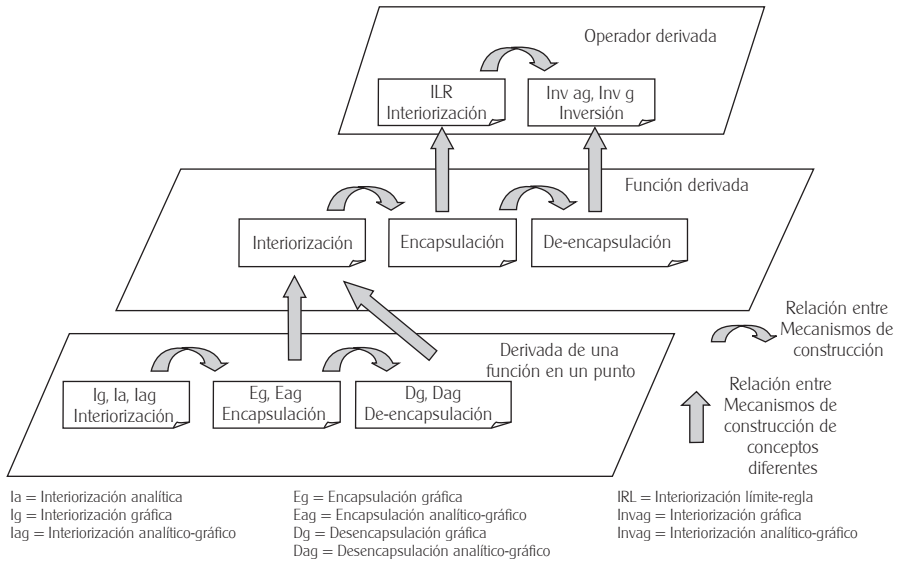 Operador derivada
ILR
Interiorización
Inv ag, Inv g
Inversión
Función derivada
Interiorización
Encapsulación
De-encapsulación
Relación entre
Mecanismos de
construcción
Derivada de una
función en un punto
Ig, Ia, Iag
Interiorización
Eg, Eag
Encapsulación
Dg, Dag
De-encapsulación
Relación entre
Mecanismos de
construcción de
conceptos
diferentes
Ia = Interiorización analítica
Ig = Interiorización gráfica
Iag = Interiorización analítico-gráfico
Eg = Encapsulación gráfica
Eag = Encapsulación analítico-gráfico
Dg = Desencapsulación gráfica
Dag = Desencapsulación analítico-gráfico
IRL = Interiorización límite-regla
Invag = Interiorización gráfica
Invag = Interiorización analítico-gráfico